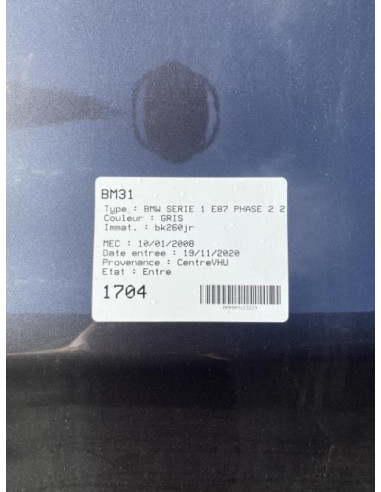 BM31
Type : BMW SERIE 1 E87 PHASE 2 2
Couleur : GRIS
Immat. : bk260jr
MEC : 10/01/2008
Date entree : 19/11/2020
Provenance : CentreVHU
Etat : Entre
1704